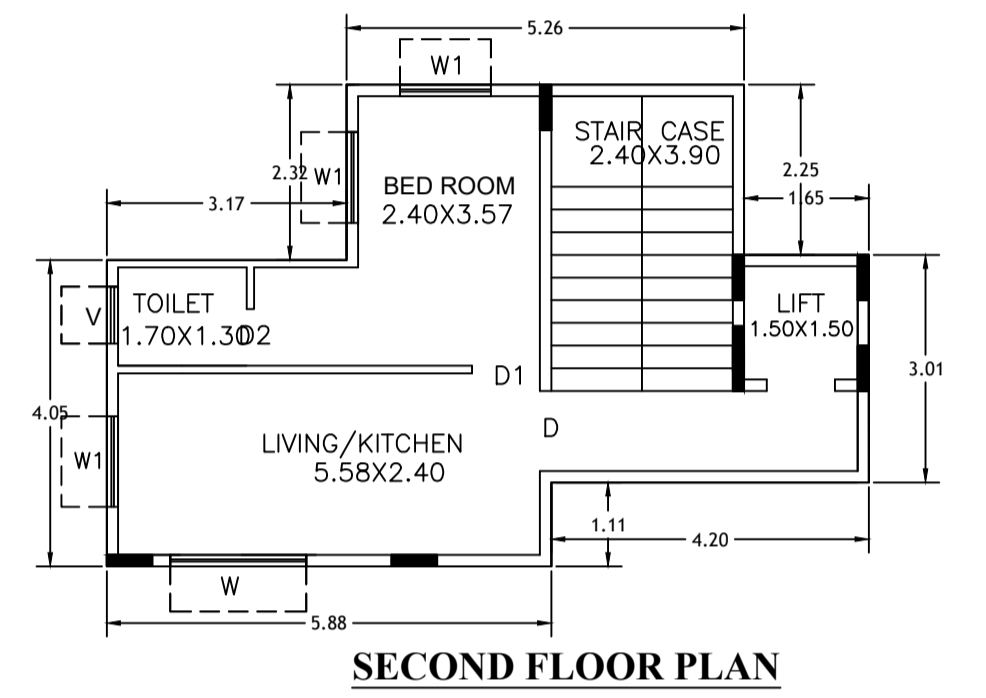 5.26
W1
STAIR CASE
2.40X3.90
2.32
W1
2.25
BED ROOM
2.40X3.57
1.65
3.17
TOILET
1.70X1.30
D2
V
LIFT
1.50X1.50
D1
3.01
4.05
D
LIVING/KITCHEN
5.58X2.40
W1
1.11
4.20
W
5.88
SECOND FLOOR PLAN